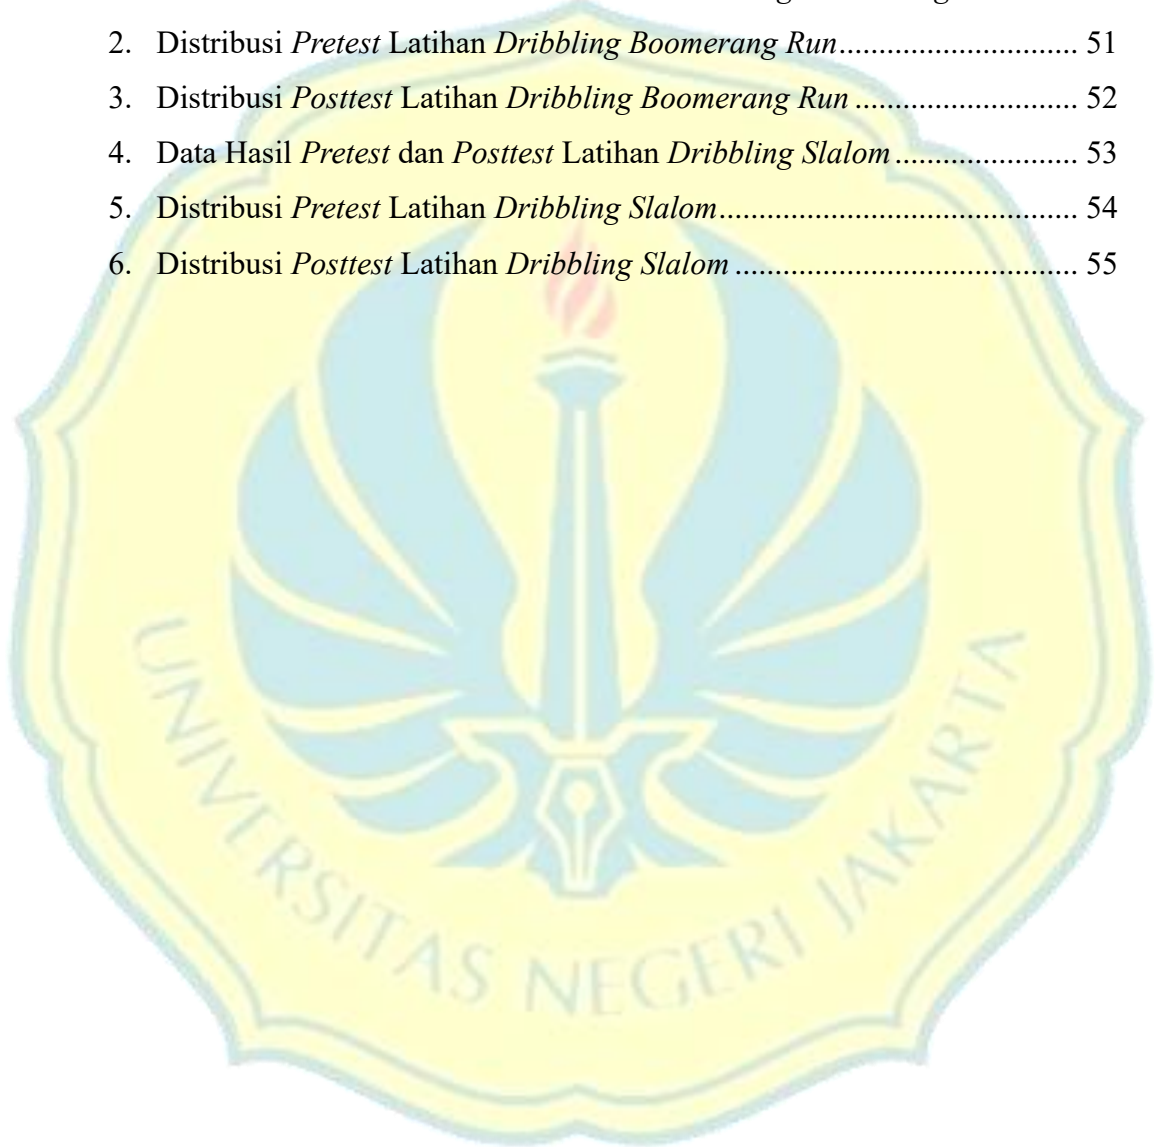 2. Distribusi Pretest Latihan Dribbling Boomerang Run............................... 51
3. Distribusi Posttest Latihan Dribbling Boomerang Run ............................. 52
4. Data Hasil Pretest dan Posttest Latihan Dribbling Slalom ........................ 53
5. Distribusi Pretest Latihan Dribbling Slalom.............................................. 54
6. Distribusi Posttest Latihan Dribbling Slalom ............................................ 55
UNIVERSITAS NEGERI JAKARTA